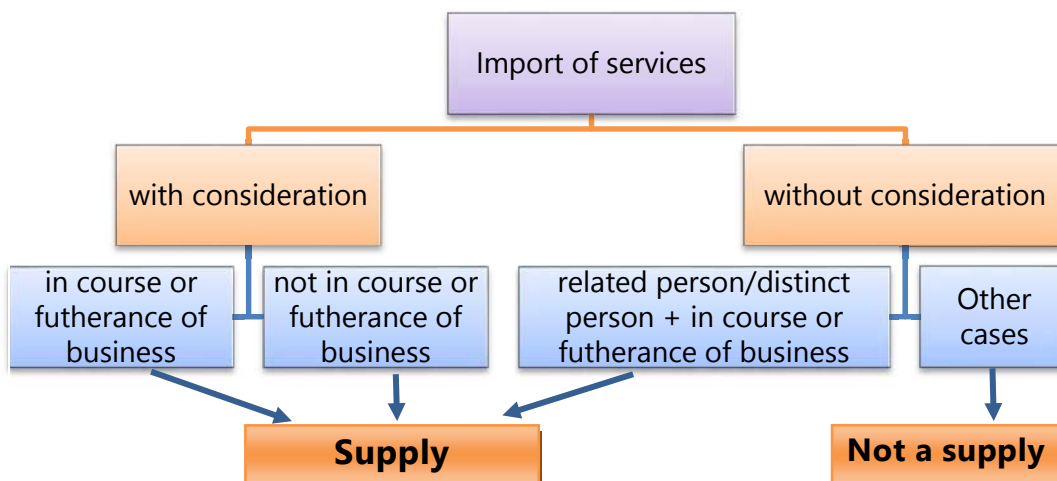 Import of services
with consideration
without consideration
in course or
futherance of
business
not in course or
futherance of
business
related person/distinct
person + in course or
futherance of business
Other
cases
Supply
Not a supply